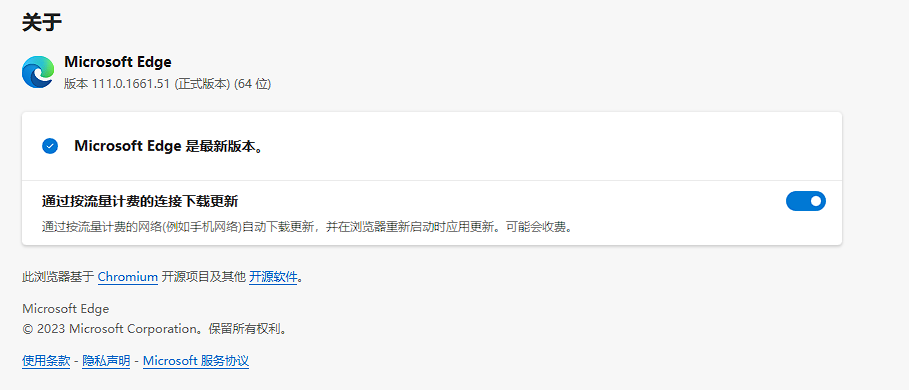 关于
Microsoft Edge
版本 111.0.1661.51 (正式版本) (64 位)
Microsoft Edge 是最新版本。
通过按流量计费的连接下载更新
通过按流量计费的网络(例如手机网络)自动下载更新，并在浏览器重新启动时应用更新。可能会收费。
此浏览器基于 Chromium 开源项目及其他 开源软件。
Microsoft Edge
© 2023 Microsoft Corporation。保留所有权利。
使用条款 - 隐私声明 - Microsoft 服务协议